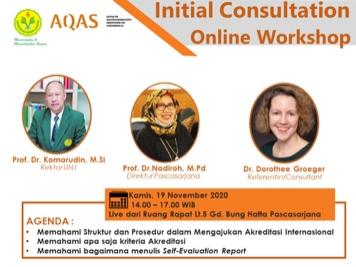 AQAS
Initial Consultation
Online Workshop
Prof. Dr. Komarudin, M.Si
Rektor UNJ
Prof. Dr.Nadiroh, M.Pd
Direktur Pascasarjana
Dr. Dorothee Groeger
Referentin/Consultant
Kamis, 19 November 2020
14.00 – 17.00 WIB
Live dari Ruang Rapat Lt.5 Gd. Bung Hatta Pascasarjana
AGENDA :
• Memahami Struktur dan Prosedur dalam Mengajukan Akreditasi Internasional
• Memahami apa saja kriteria Akreditasi
• Memahami bagaimana menulis Self-Evaluation Report